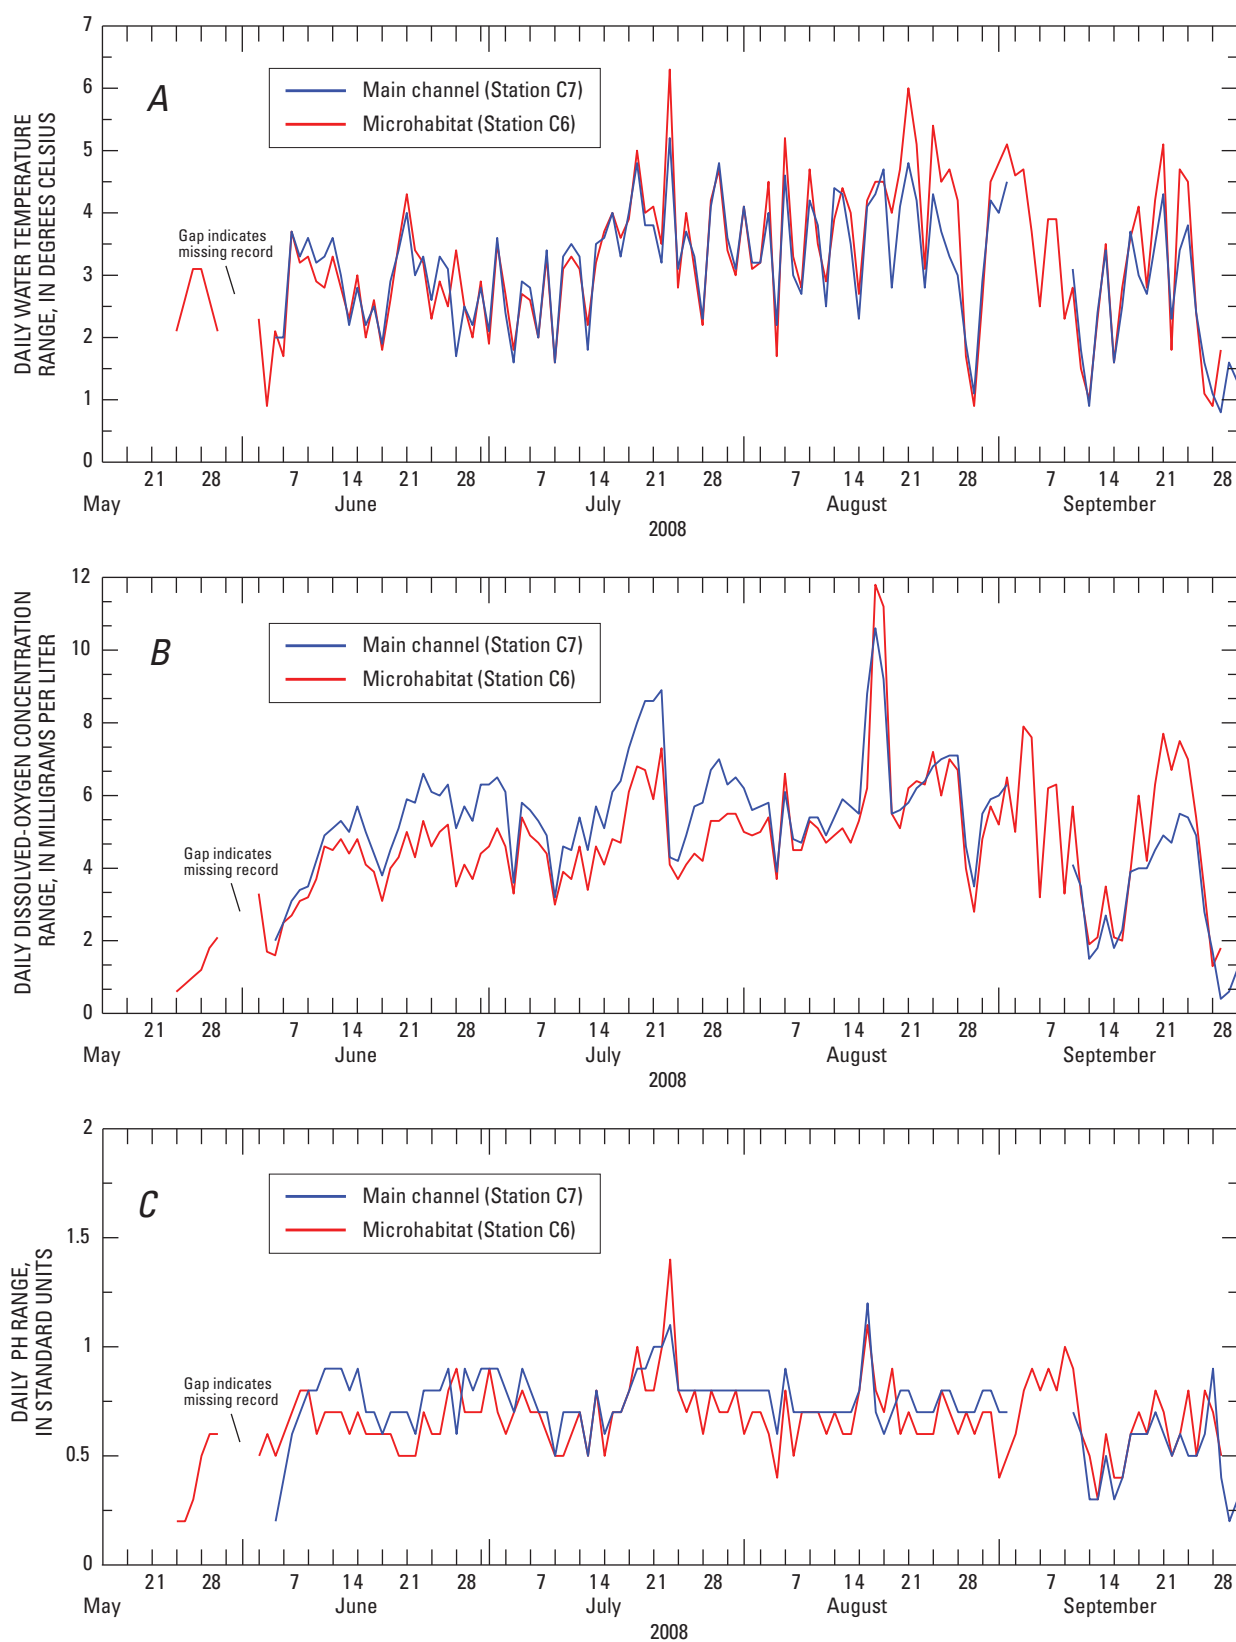 DAILY WATER TEMPERATURE
RANGE, IN DEGREES CELSIUS
7
6
5
4
3
2
1
0
A
Main channel (Station C7)
Microhabitat (Station C6)
Gap indicates
missing record
21 28 7 14 21 28 7 14 21 28 7 14 21 28 7 14 21 28
May June July August September
2008
DAILY DISSOLVED-OXYGEN CONCENTRATION
RANGE, IN MILLIGRAMS PER LITER
12
10
8
6
4
2
0
B
Main channel (Station C7)
Microhabitat (Station C6)
Gap indicates
missing record
21 28 7 14 21 28 7 14 21 28 7 14 21 28 7 14 21 28
May June July August September
2008
DAILY PH RANGE,
IN STANDARD UNITS
2
1.5
1
0.5
0
C
Main channel (Station C7)
Microhabitat (Station C6)
Gap indicates
missing record
21 28 7 14 21 28 7 14 21 28 7 14 21 28 7 14 21 28
May June July August September
2008